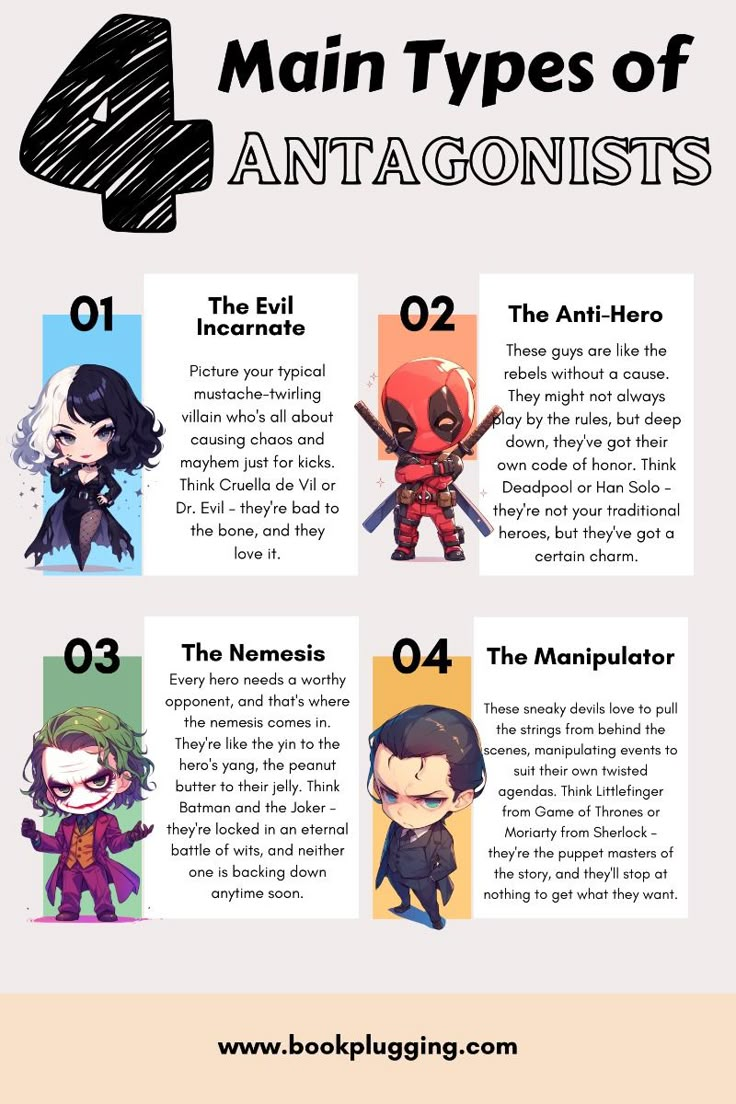 4
Main Types of
ANTAGONISTS
01
The Evil
Incarnate
Picture your typical
mustache-twirling
villain who's all about
causing chaos and
mayhem just for kicks.
Think Cruella de Vil or
Dr. Evil - they're bad to
the bone, and they
love it.
02
The Anti-Hero
These guys are like the
rebels without a cause.
They might not always
play by the rules, but deep
down, they've got their
own code of honor. Think
Deadpool or Han Solo -
they're not your traditional
heroes, but they've got a
certain charm.
03
The Nemesis
Every hero needs a worthy
opponent, and that's where
the nemesis comes in.
They're like the yin to the
hero's yang, the peanut
butter to their jelly. Think
Batman and the Joker -
they're locked in an eternal
battle of wits, and neither
one is backing down
anytime soon.
04
The Manipulator
These sneaky devils love to pull
the strings from behind the
scenes, manipulating events to
suit their own twisted
agendas. Think Littlefinger
from Game of Thrones or
Moriarty from Sherlock -
they're the puppet masters of
the story, and they'll stop at
nothing to get what they want.
www.bookplugging.com